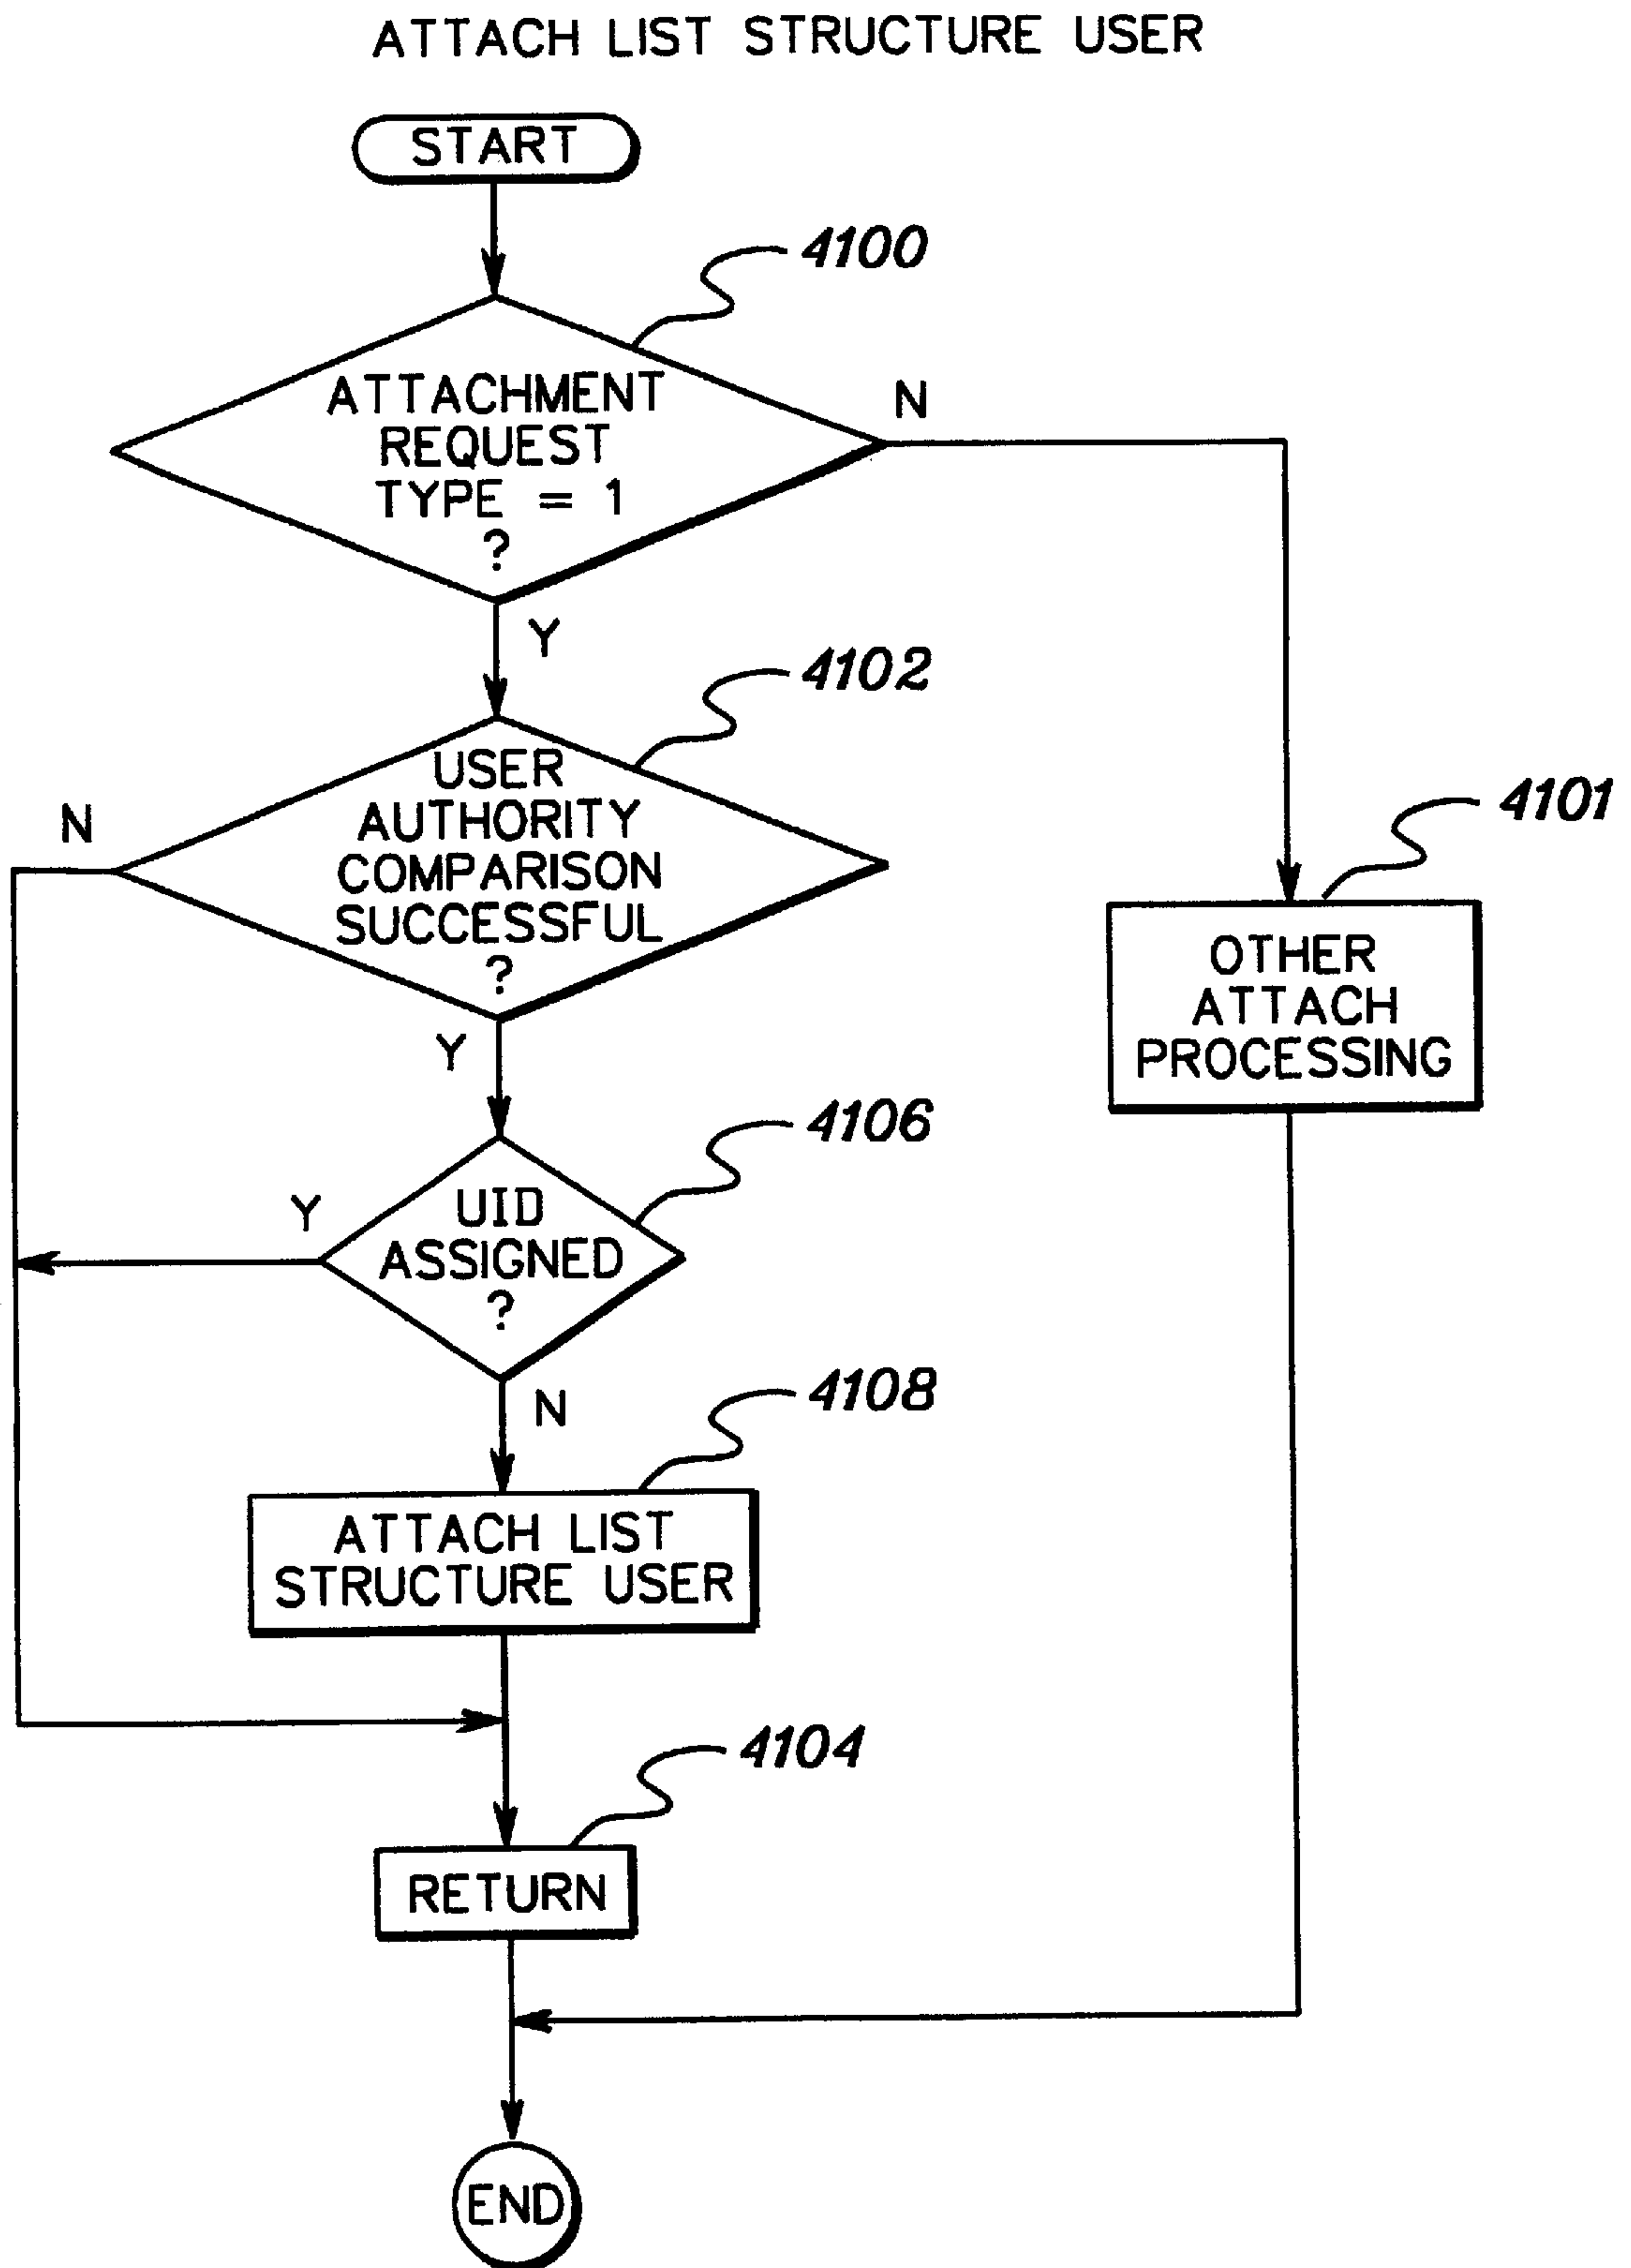 ATTACH LIST STRUCTURE USER
START
4100
ATTACHMENT
REQUEST
TYPE = 1
?
N
Y
4102
USER
AUTHORITY
COMPARISON
SUCCESSFUL
?
N
Y
4101
OTHER
ATTACH
PROCESSING
4106
UID
ASSIGNED
?
Y
N
4108
ATTACH LIST
STRUCTURE USER
4104
RETURN
END